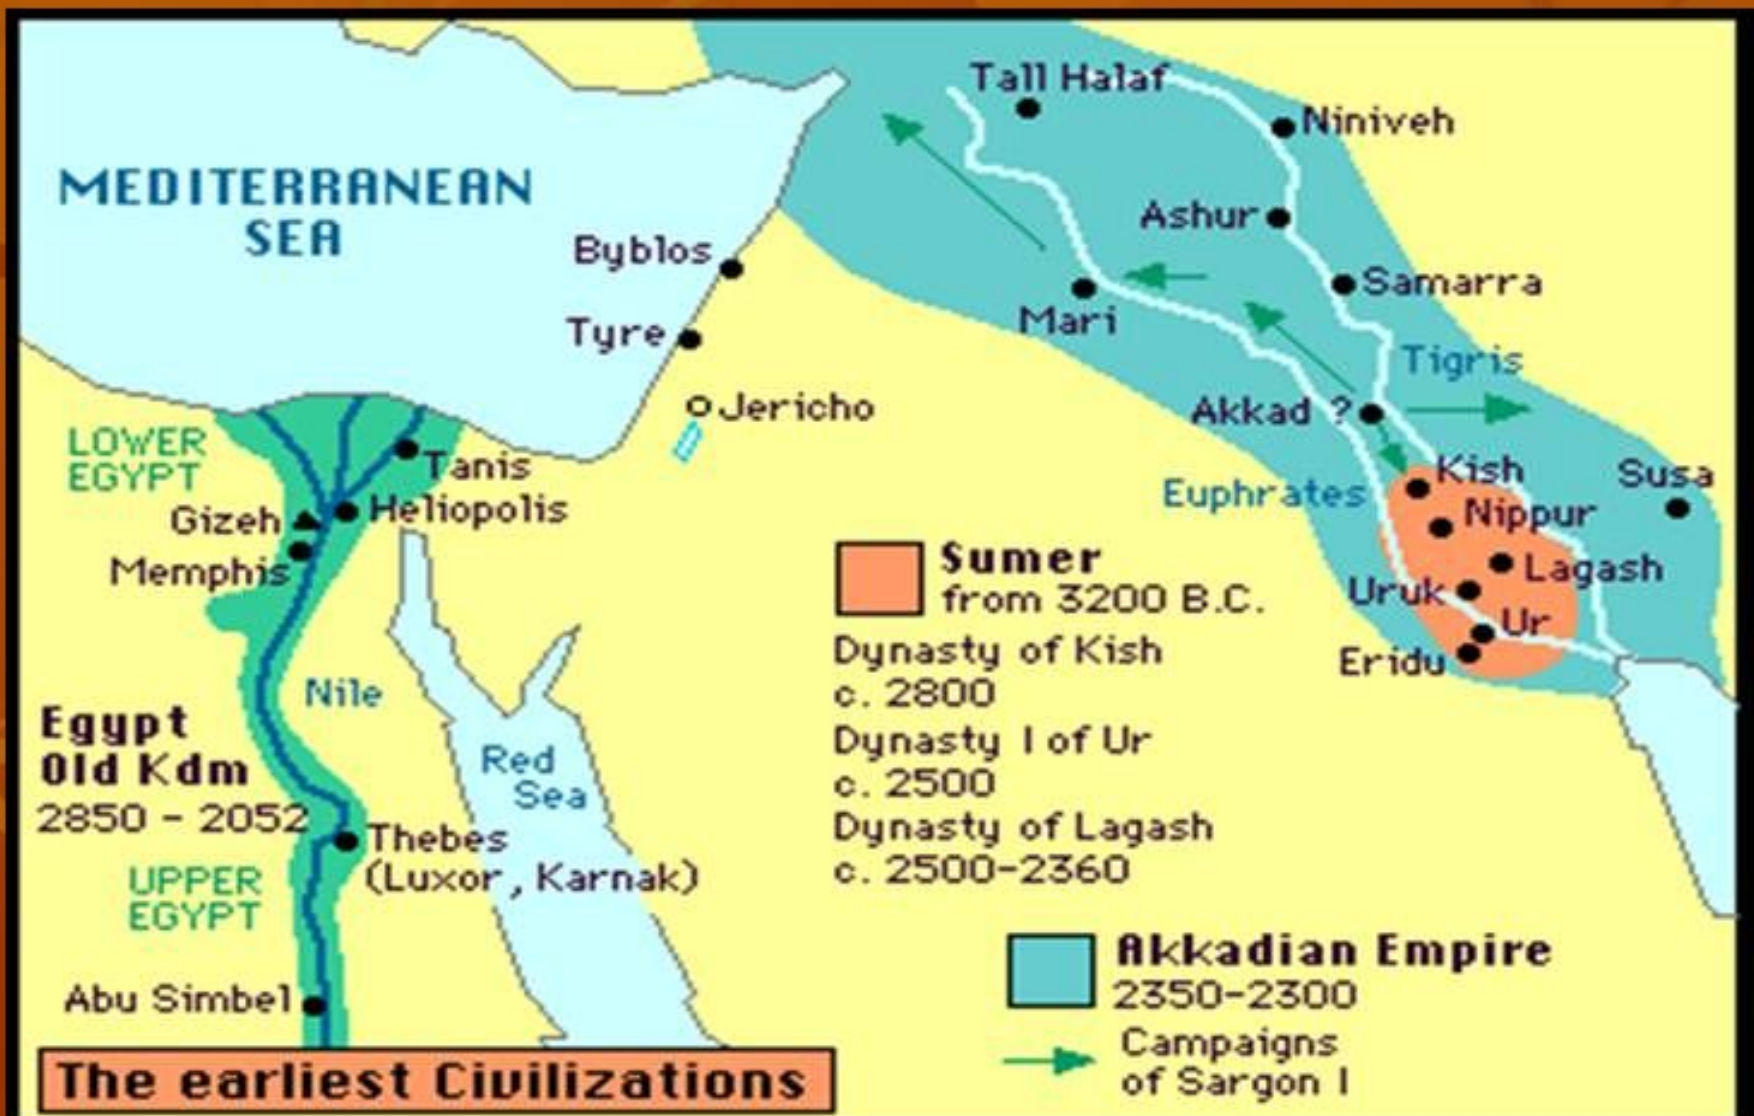 Tall Halaf
Niniveh
MEDITERRANEAN
SEA
Ashur
Byblos
Samarra
Mari
Tyre
Tigris
Jericho
Akkad ?
LOWER
EGYPT
Tanis
Kish
Susa
Euphrates
Gizeh
Heliopolis
Nippur
Memphis
Lagash
Uruk
Ur
Eridu
Sumer
from 3200 B.C.
Dynasty of Kish
c. 2800
Dynasty I of Ur
c. 2500
Dynasty of Lagash
c. 2500-2360
Nile
Egypt
Old Kdm
2850 - 2052
Red
Sea
Thebes
(Luxor, Karnak)
UPPER
EGYPT
Abu Simbel
Akkadian Empire
2350-2300
Campaigns
of Sargon I
The earliest Civilizations